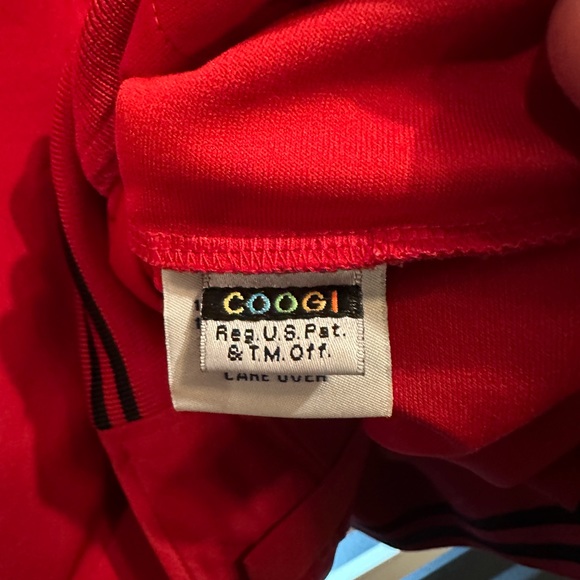 COOGI
Reg.U.S.Pat.
& T.M. Off.
CARE OVER